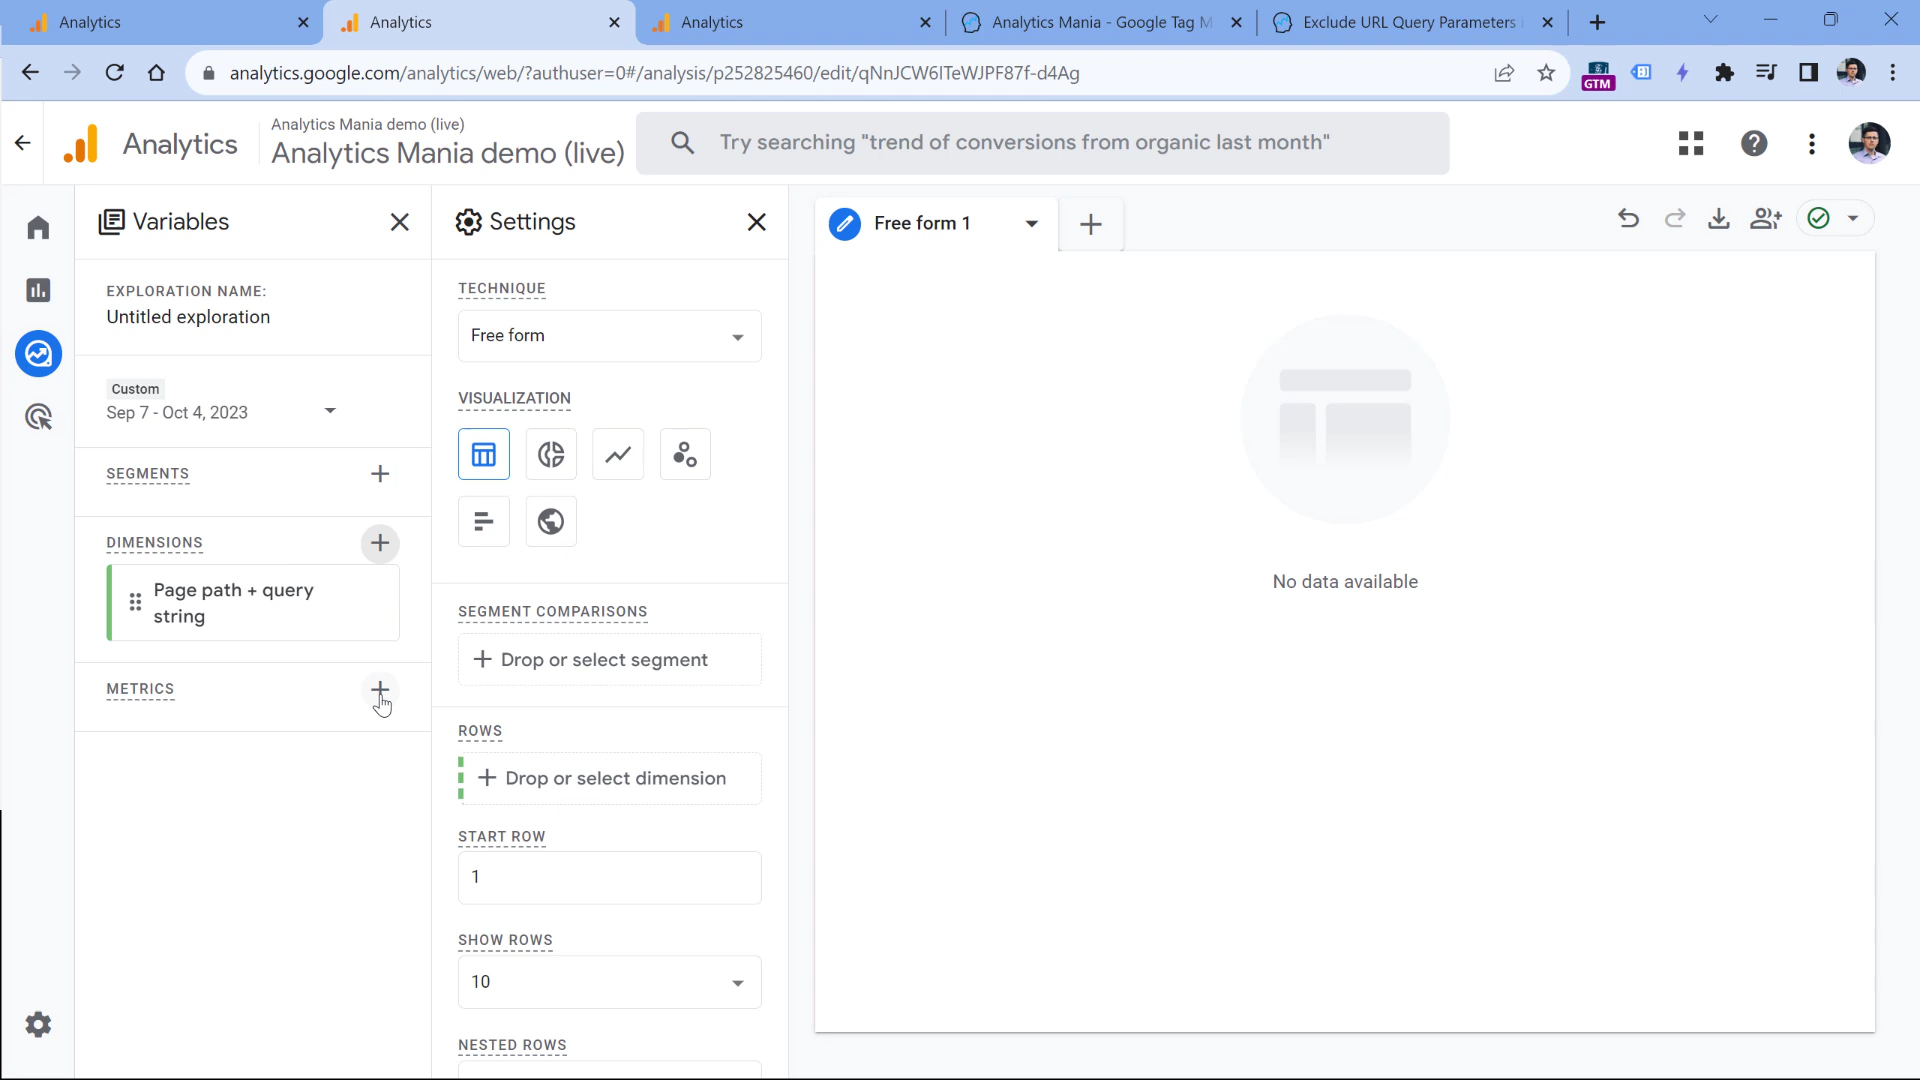 Analytics
Analytics
Analytics
Analytics Mania - Google Tag M
Exclude URL Query Parameters
analytics.google.com/analytics/web/?authuser=0#/analysis/p252825460/edit/qNnJCW6ITeWJPF87f-d4Ag
GTM
Analytics
Analytics Mania demo (live)
Analytics Mania demo (live)
Try searching "trend of conversions from organic last month"
Variables
EXPLORATION NAME:
Untitled exploration
Custom
Sep 7 - Oct 4, 2023
SEGMENTS
DIMENSIONS
Page path + query
string
METRICS
Settings
TECHNIQUE
Free form
VISUALIZATION
SEGMENT COMPARISONS
Drop or select segment
ROWS
Drop or select dimension
START ROW
1
SHOW ROWS
10
NESTED ROWS
Free form 1
No data available